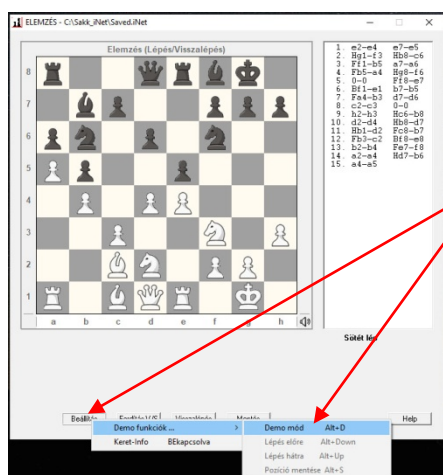 ELEMZÉS - C:\Sakk_iNet\Saved.iNet
Elemzés (Lépés/Visszalépés)
1. e2-e4 e7-e5
2. Hg1-f3 Hb8-c6
3. Ff1-b5 a7-a6
4. Fb5-a4 Hg8-f6
5. 0-0 Ff8-e7
6. Bf1-e1 b7-b5
7. Fa4-b3 d7-d6
8. c2-c3 0-0
9. h2-h3 Hc6-b8
10. d2-d4 Hb8-d7
11. Hb1-d2 Fc8-b7
12. Fb3-c2 Bf8-e8
13. b2-b4 Fe7-f8
14. a2-a4 Hd7-b6
15. a4-a5
8
7
6
5
4
3
2
1
a b c d e f g h
Sötét lép
Beállítás Fordítás V/S Visszalépés Mentés Help
Demo funkciók ... >
Keret-Info BEkapcsolva
Demo mód Alt+D
Lépés előre Alt+Down
Lépés hátra Alt+Up
Pozíció mentése Alt+S